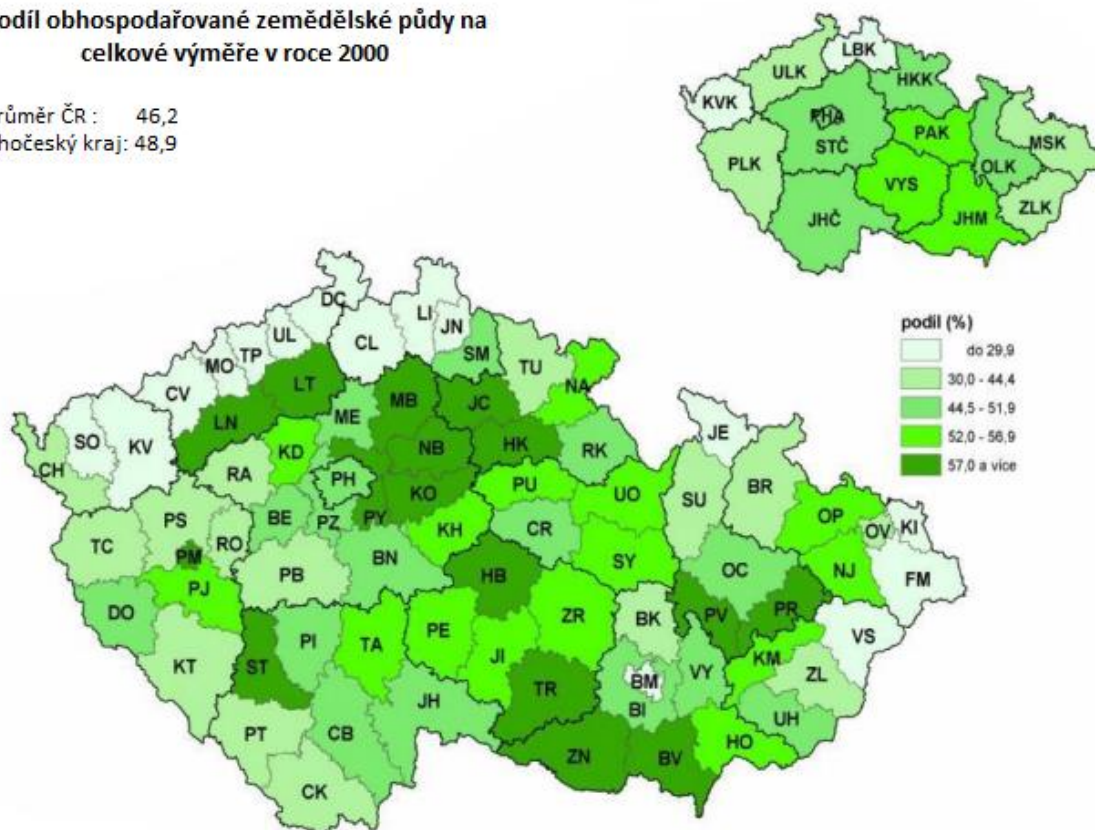 odíl obhospodařované zemědělské půdy na
celkové výměře v roce 2000
růměr ČR : 46,2
hočeský kraj: 48,9
LBK
ULK
HKK
KVK
PHA
PAK
STČ
MSK
PLK
OLK
VYS
ZLK
JHČ
JHM
podíl (%)
do 29,9
30,0 - 44,4
44,5 - 51,9
52,0 - 56,9
57,0 a více
DC
LI
JN
UL
CL
TP
SM
MO
TU
CV
LT
NA
MB
JC
ME
LN
SO
KV
JE
NB
HK
KD
RK
CH
RA
PH
BR
KO
PU
UO
SU
OP
PS
BE
PZ
PY
KI
OV
TC
RO
KH
CR
PM
BN
OC
NJ
FM
PJ
PB
HB
SY
DO
PV
PR
BK
PI
TA
PE
ZR
VS
KT
ST
JI
KM
ZL
BM
VY
TR
JH
BI
UH
PT
CB
HO
ZN
BV
CK